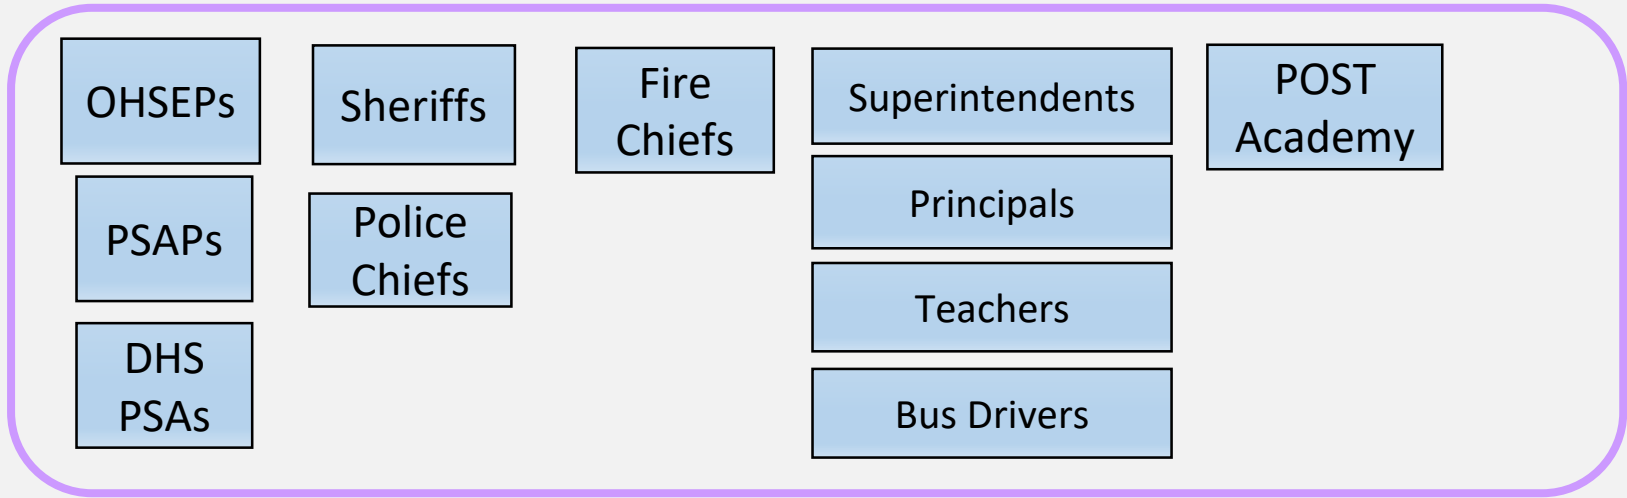 OHSEPs
PSAPs
DHS
PSAs
Sheriffs
Police
Chiefs
Fire
Chiefs
Superintendents
Principals
Teachers
Bus Drivers
POST
Academy